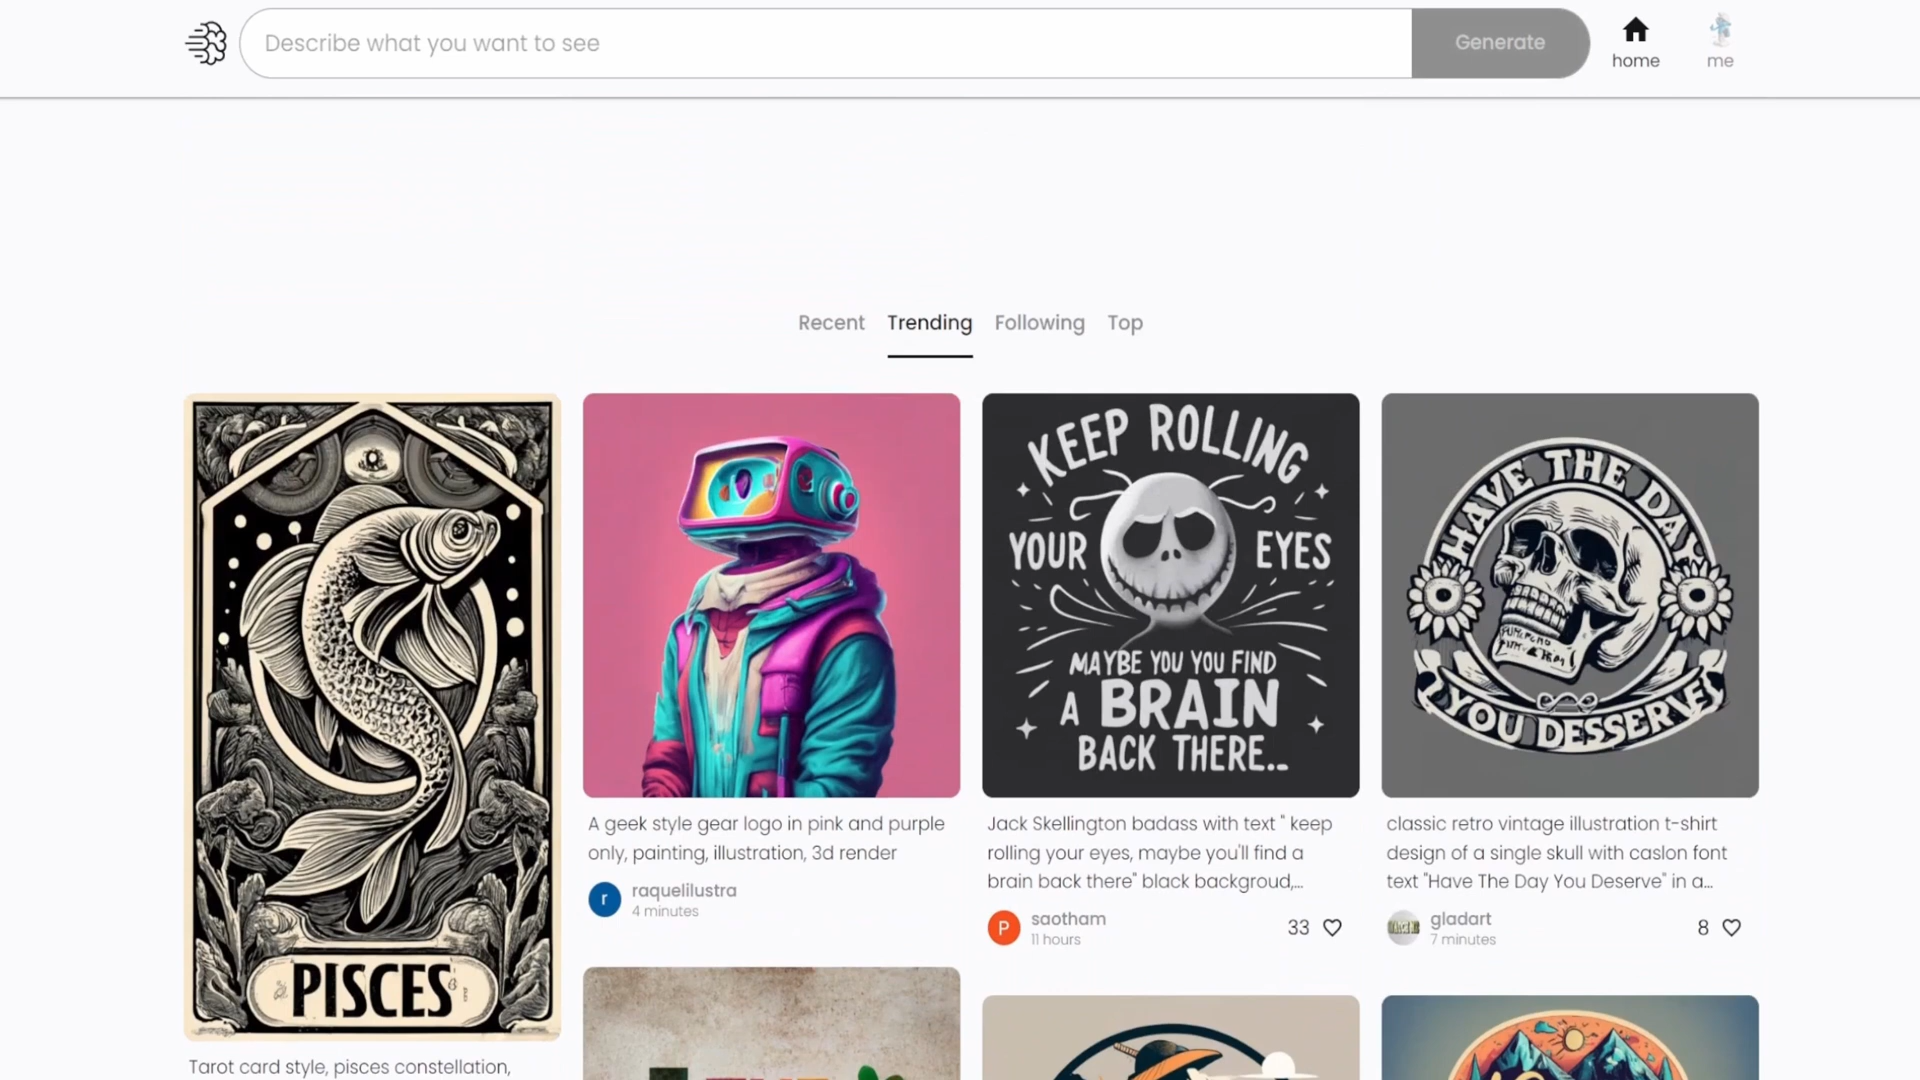 Describe what you want to see
Generate
home
me
Recent
Trending
Following
Top
PISCES
Tarot card style, pisces constellation,
A geek style gear logo in pink and purple
only, painting, illustration, 3d render
r
raquelilustra
4 minutes
KEEP ROLLING
YOUR EYES
MAYBE YOU YOU FIND
A BRAIN
BACK THERE..
Jack Skellington badass with text " keep
rolling your eyes, maybe you'll find a
brain back there" black backgroud,...
P
saotham
11 hours
33
HAVE THE DAY
YOU DESSERVE
classic retro vintage illustration t-shirt
design of a single skull with caslon font
text "Have The Day You Deserve" in a...
gladart
7 minutes
8